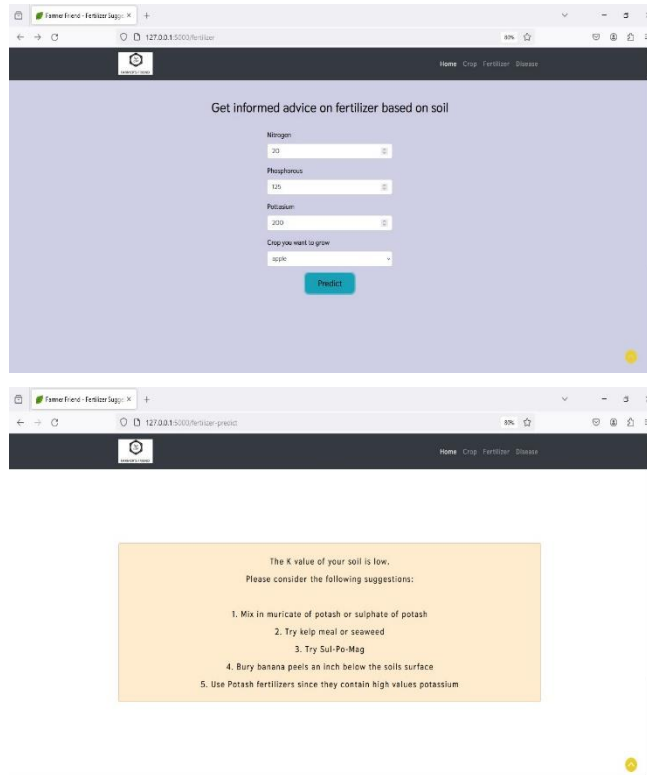 Farmer Friend - Fertilizer Sugge
127.0.0.1:5000/fertilizer
80%
Home Crop Fertilizer Disease
Get informed advice on fertilizer based on soil
Nitrogen
20
Phosphorous
125
Pottasium
200
Crop you want to grow
apple
Predict
Farmer Friend - Fertilizer Sugge
127.0.0.1:5000/fertilizer-predict
80%
Home Crop Fertilizer Disease
The K value of your soil is low.
Please consider the following suggestions:
1. Mix in muricate of potash or sulphate of potash
2. Try kelp meal or seaweed
3. Try Sul-Po-Mag
4. Bury banana peels an inch below the soils surface
5. Use Potash fertilizers since they contain high values potassium